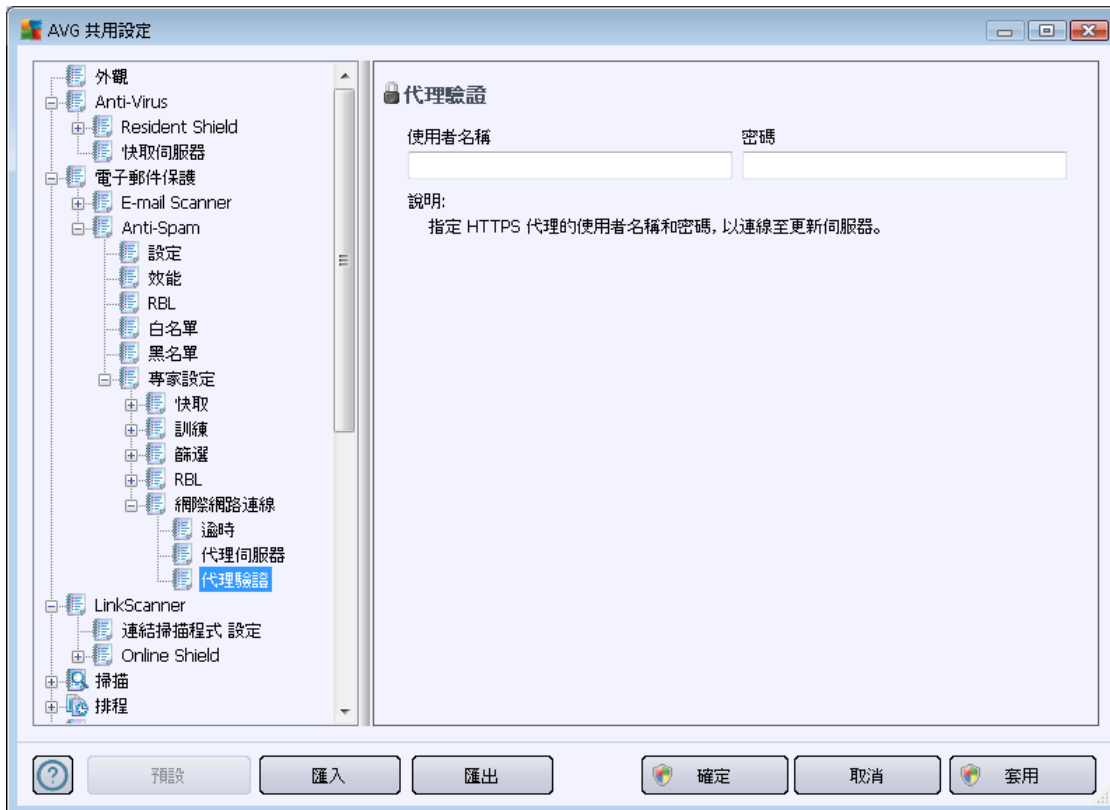 AVG 共用設定
外觀
Anti-Virus
Resident Shield
快取伺服器
電子郵件保護
E-mail Scanner
Anti-Spam
設定
效能
RBL
白名單
黑名單
專家設定
快取
訓練
篩選
RBL
網際網路連線
逾時
代理伺服器
代理驗證
LinkScanner
連結掃描程式 設定
Online Shield
掃描
排程
代理驗證
使用者名稱 密碼
說明:
指定 HTTPS 代理的使用者名稱和密碼, 以連線至更新伺服器。
? 預設 匯入 匯出 確定 取消 套用